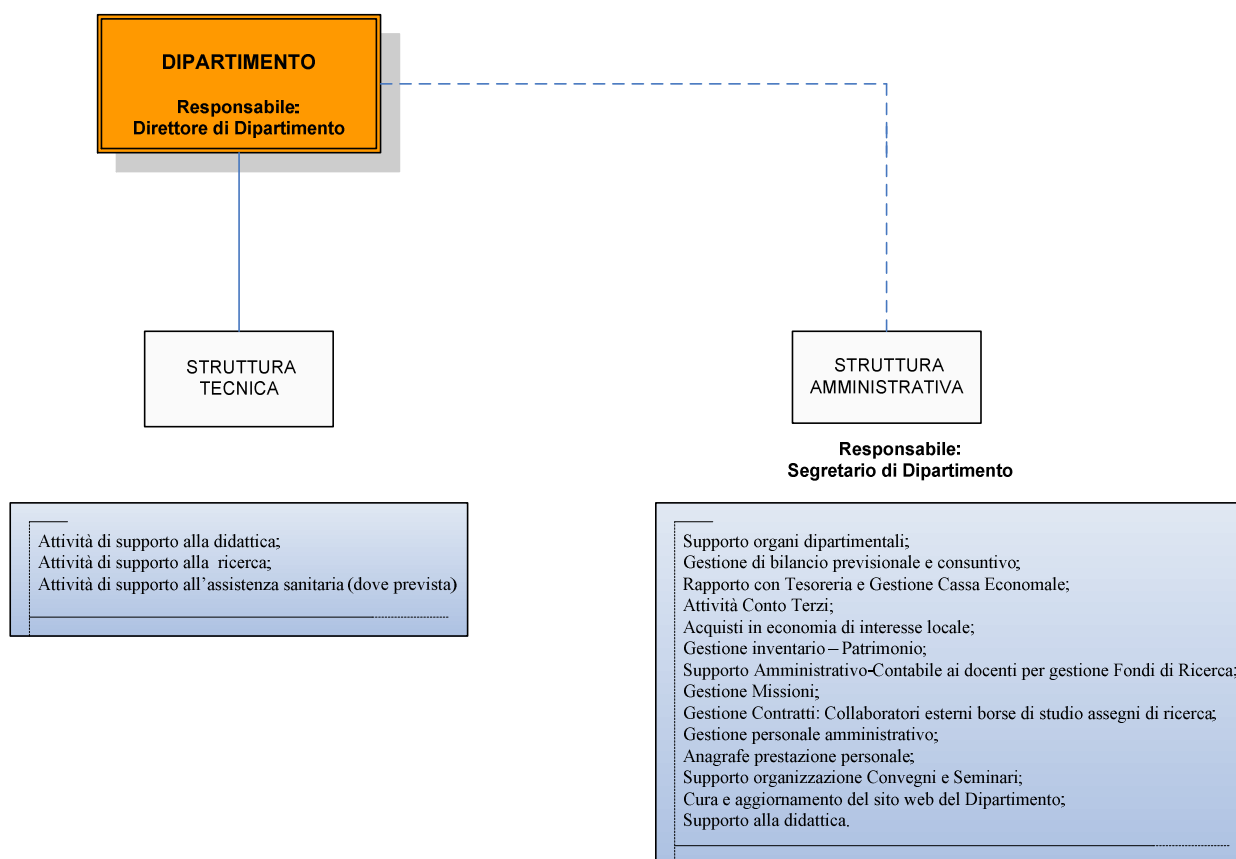 DIPARTIMENTO
Responsabile:
Direttore di Dipartimento
STRUTTURA
TECNICA
STRUTTURA
AMMINISTRATIVA
Responsabile:
Segretario di Dipartimento
Attività di supporto alla didattica;
Attività di supporto alla ricerca;
Attività di supporto all'assistenza sanitaria (dove prevista)
Supporto organi dipartimentali;
Gestione di bilancio previsionale e consuntivo;
Rapporto con Tesoreria e Gestione Cassa Economale;
Attività Conto Terzi;
Acquisti in economia di interesse locale;
Gestione inventario – Patrimonio;
Supporto Amministrativo-Contabile ai docenti per gestione Fondi di Ricerca;
Gestione Missioni;
Gestione Contratti: Collaboratori esterni borse di studio assegni di ricerca;
Gestione personale amministrativo;
Anagrafe prestazione personale;
Supporto organizzazione Convegni e Seminari;
Cura e aggiornamento del sito web del Dipartimento;
Supporto alla didattica.